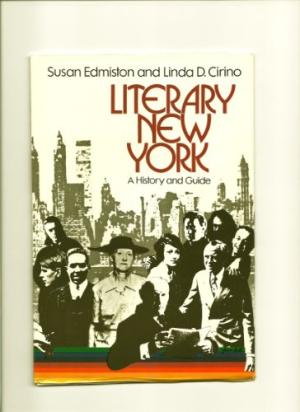 Susan Edmiston and Linda D. Cirino
LITERARY
NEW
YORK
A History and Guide